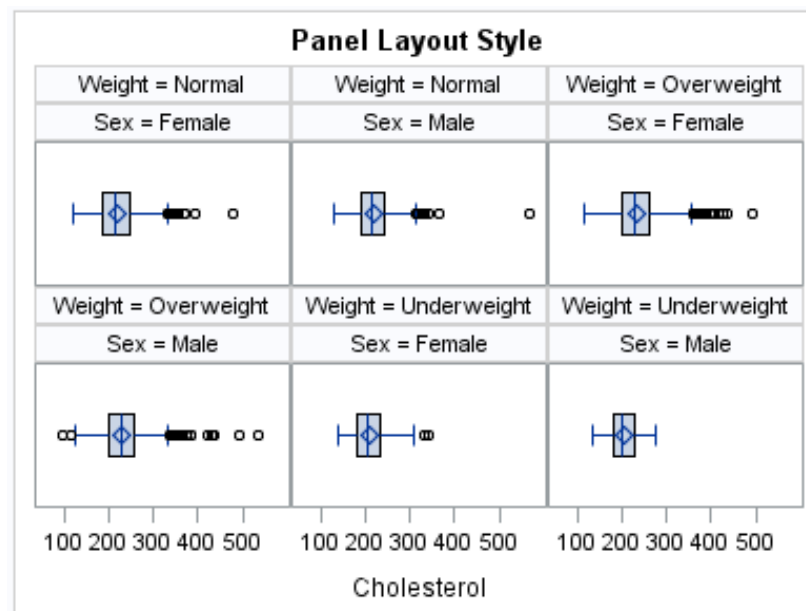 Panel Layout Style
Weight = Normal Weight = Normal Weight = Overweight
Sex = Female Sex = Male Sex = Female
Weight = Overweight Weight = Underweight Weight = Underweight
Sex = Male Sex = Female Sex = Male
100 200 300 400 500 100 200 300 400 500 100 200 300 400 500
Cholesterol